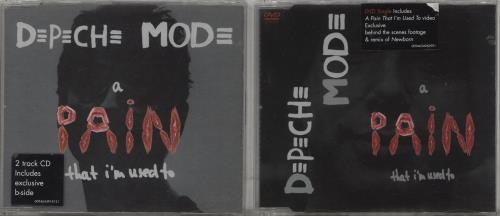 DEPECHE MODE
a
PAIN
that i'm used to
2 track CD
Includes
exclusive
b-side
DEPECHE
MODE
DVD
DVD Single Includes
A Pain That I'm Used To video
Exclusive
behind the scenes footage
& remix of Newborn
a
PAIN
that i'm used to